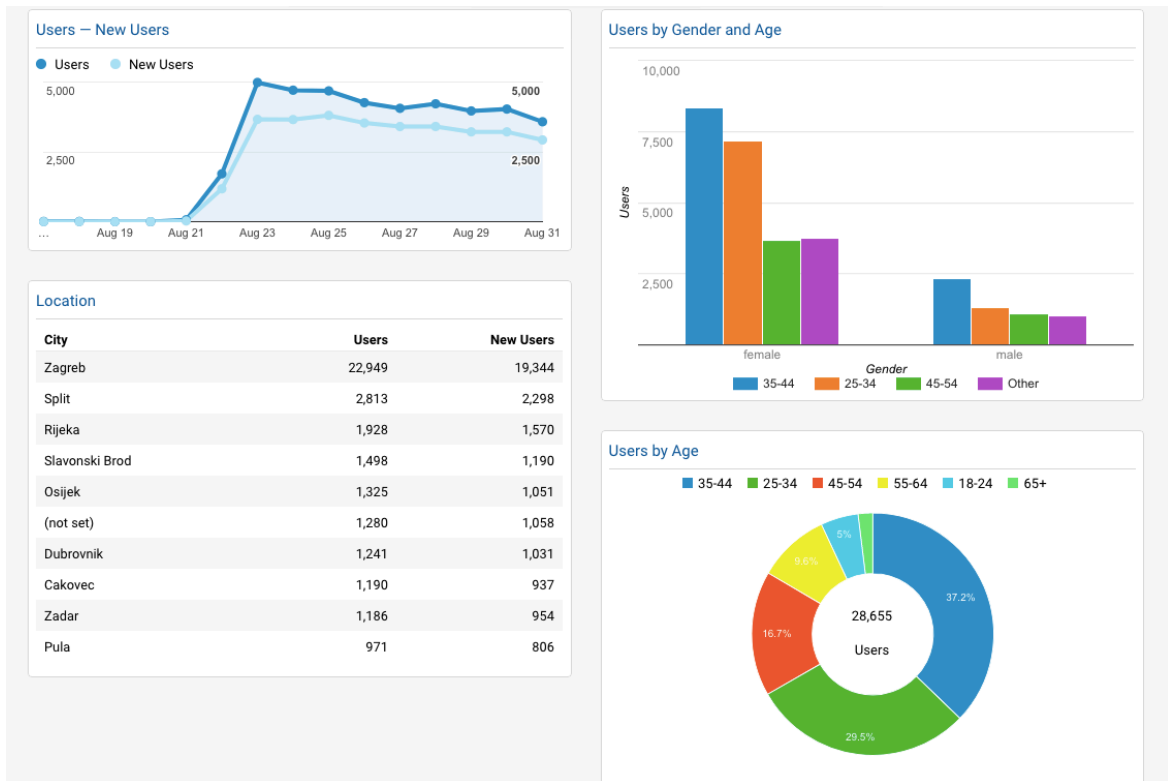 Users — New Users
Users New Users
5,000 5,000
2,500 2,500
... Aug 19 Aug 21 Aug 23 Aug 25 Aug 27 Aug 29 Aug 31
Location
City Users New Users
Zagreb 22,949 19,344
Split 2,813 2,298
Rijeka 1,928 1,570
Slavonski Brod 1,498 1,190
Osijek 1,325 1,051
(not set) 1,280 1,058
Dubrovnik 1,241 1,031
Cakovec 1,190 937
Zadar 1,186 954
Pula 971 806
Users by Gender and Age
10,000
7,500
Users
5,000
2,500
female male
Gender
35-44 25-34 45-54 Other
Users by Age
35-44 25-34 45-54 55-64 18-24 65+
5%
9.6%
37.2%
28,655
16.7%
Users
29.5%